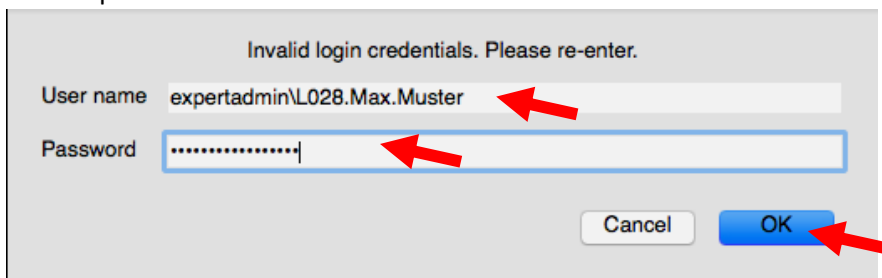 Invalid login credentials. Please re-enter.
User name expertadmin\L028.Max.Muster
Password •••••••••••••••••
Cancel OK